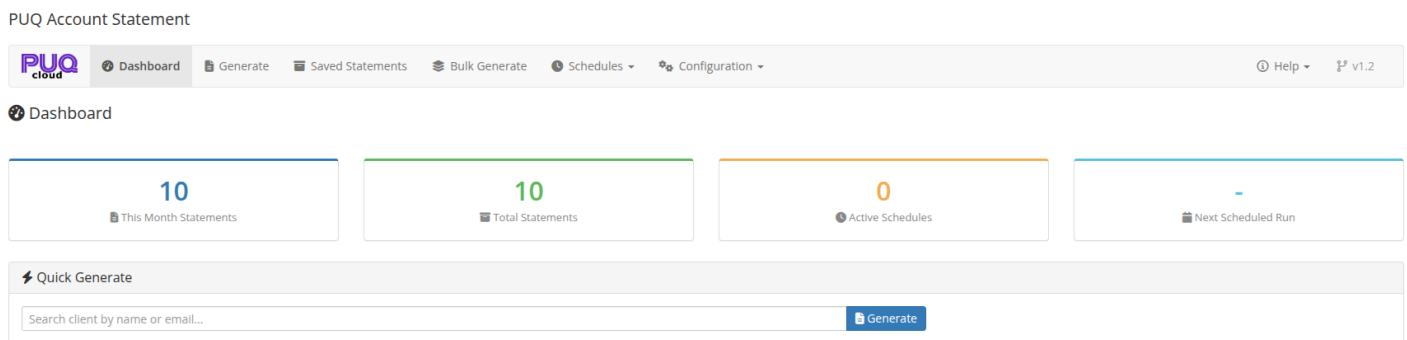 PUQ Account Statement
PUQ cloud Dashboard Generate Saved Statements Bulk Generate Schedules Configuration Help v1.2
Dashboard
10 10 0 -
This Month Statements Total Statements Active Schedules Next Scheduled Run
Quick Generate
Search client by name or email... Generate